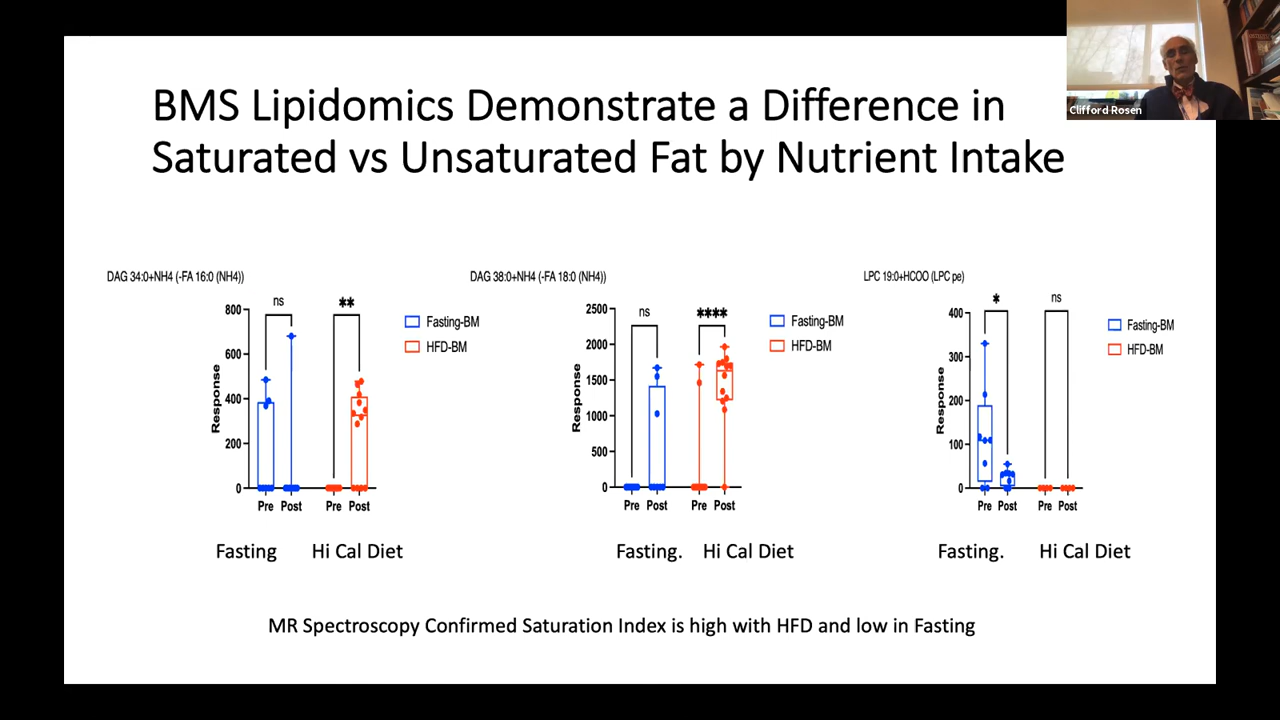 Clifford Rosen
BMS Lipidomics Demonstrate a Difference in
Saturated vs Unsaturated Fat by Nutrient Intake
DAG 34:0+NH4 (-FA 16:0 (NH4))
ns
**
800
600
400
200
0
Response
Pre Post Pre Post
Fasting-BM
HFD-BM
Fasting Hi Cal Diet
DAG 38:0+NH4 (-FA 18:0 (NH4))
ns
****
2500
2000
1500
1000
500
0
Response
Pre Post Pre Post
Fasting-BM
HFD-BM
Fasting. Hi Cal Diet
LPC 19:0+HCOO (LPC pe)
*
ns
400
300
200
100
0
Response
Pre Post Pre Post
Fasting-BM
HFD-BM
Fasting. Hi Cal Diet
MR Spectroscopy Confirmed Saturation Index is high with HFD and low in Fasting